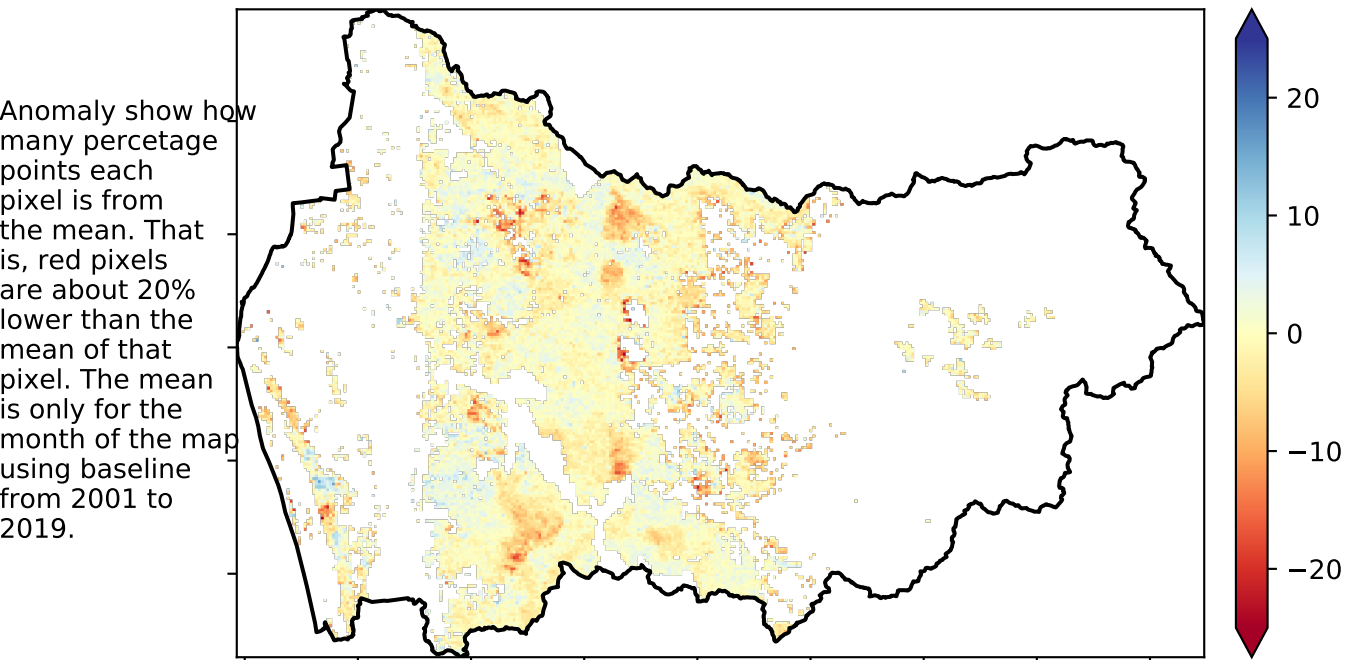 Anomaly show how
many percetage
points each
pixel is from
the mean. That
is, red pixels
are about 20%
lower than the
mean of that
pixel. The mean
is only for the
month of the map
using baseline
from 2001 to
2019.
20
10
0
−10
−20